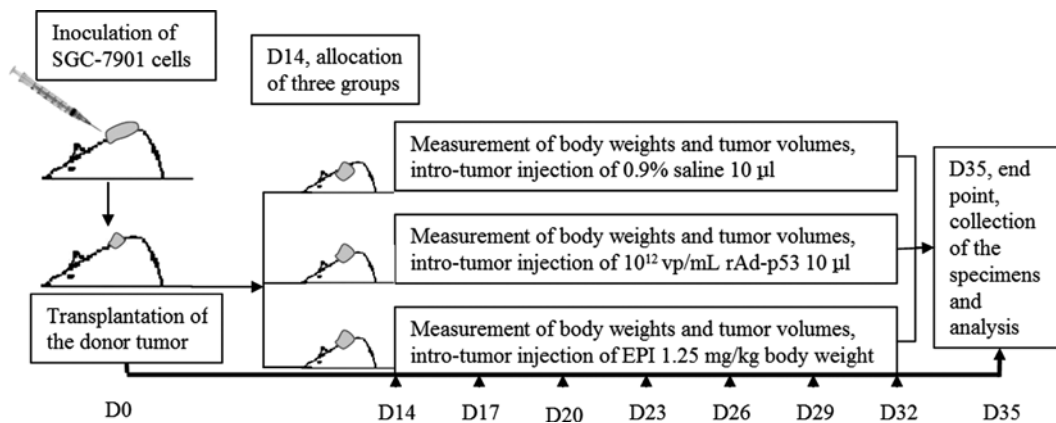 Inoculation of
SGC-7901 cells
D14, allocation
of three groups
Measurement of body weights and tumor volumes,
intro-tumor injection of 0.9% saline 10 µl
Measurement of body weights and tumor volumes,
intro-tumor injection of 10¹² vp/mL rAd-p53 10 µl
Measurement of body weights and tumor volumes,
intro-tumor injection of EPI 1.25 mg/kg body weight
D35, end
point,
collection
of the
specimens
and
analysis
Transplantation of
the donor tumor
D0
D14
D17
D20
D23
D26
D29
D32
D35